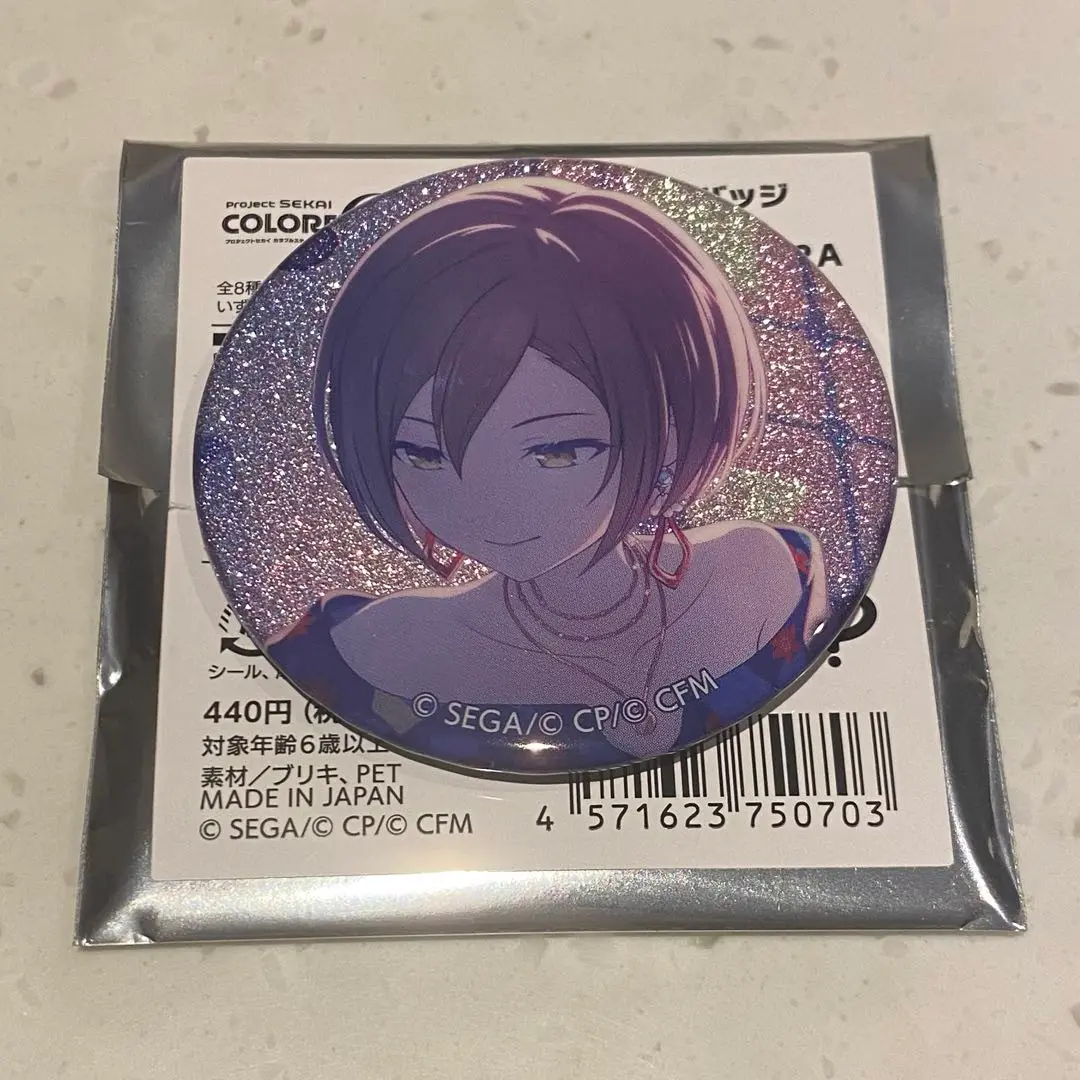 Project SEKAI
バッジ
COLORF
プロジェクトセカイ カラフルステ
RA
全8種
いず
シール、
440円 (税
対象年齢6歳以上
素材/ブリキ、PET
MADE IN JAPAN
© SEGA/© CP/© CFM
?
© SEGA/© CP/© CFM
4 571623 750703